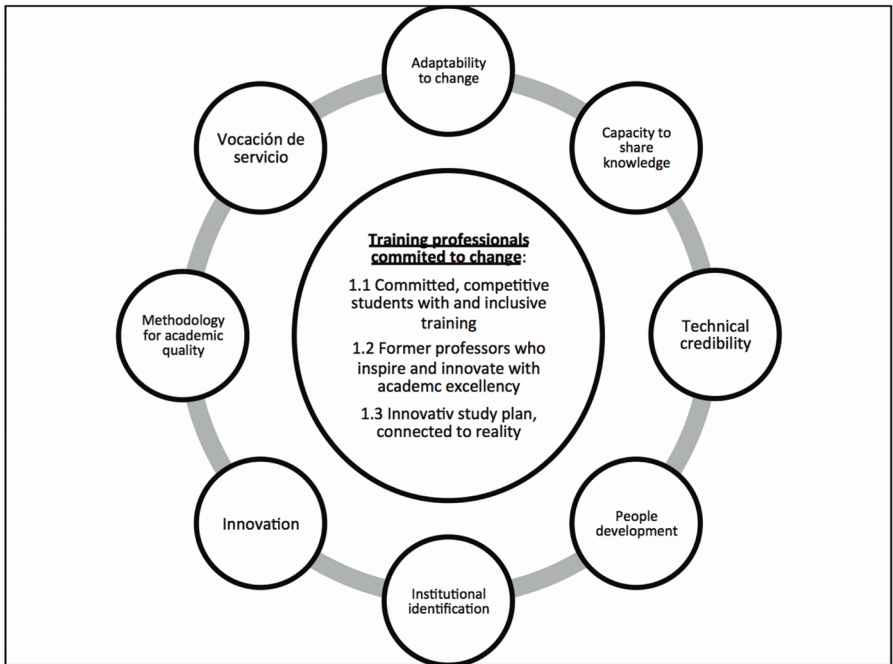 Adaptability
to change
Capacity to
share
knowledge
Technical
credibility
People
development
Institutional
identification
Innovation
Methodology
for academic
quality
Vocación de
servicio
Training professionals
commited to change:
1.1 Committed, competitive
students with and inclusive
training
1.2 Former professors who
inspire and innovate with
academc excellency
1.3 Innovativ study plan,
connected to reality